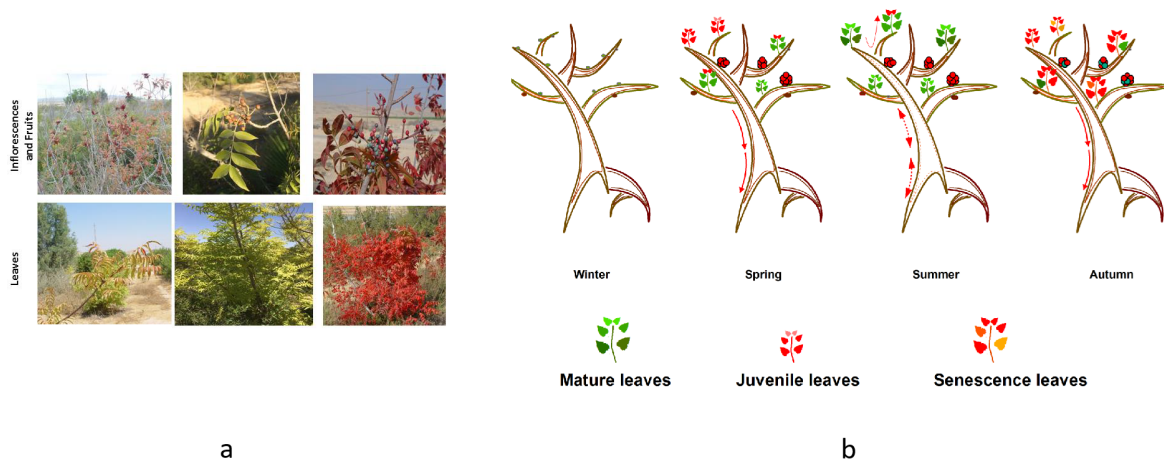 Inflorescences
and Fruits
Leaves
Winter
Spring
Summer
Autumn
Mature leaves
Juvenile leaves
Senescence leaves
a
b